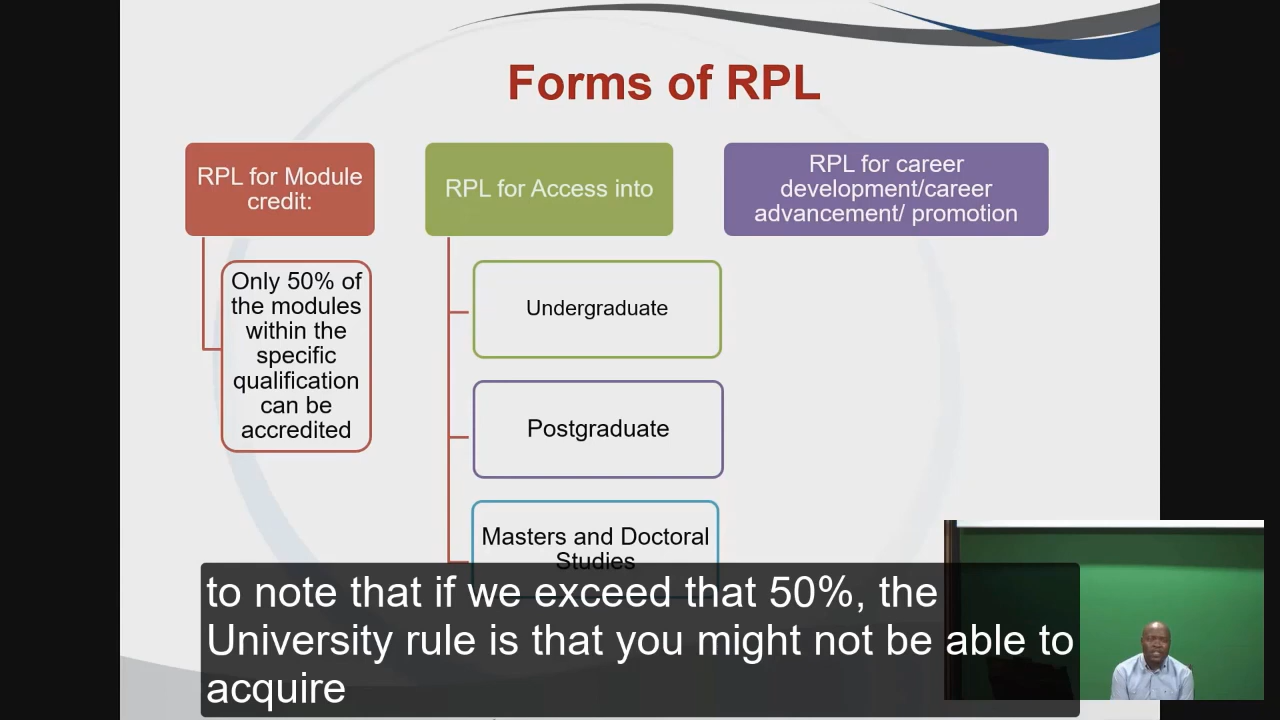 Forms of RPL
RPL for Module
credit:
Only 50% of
the modules
within the
specific
qualification
can be
accredited
RPL for Access into
Undergraduate
Postgraduate
Masters and Doctoral
Studies
RPL for career
development/career
advancement/ promotion
to note that if we exceed that 50%, the
University rule is that you might not be able to
acquire